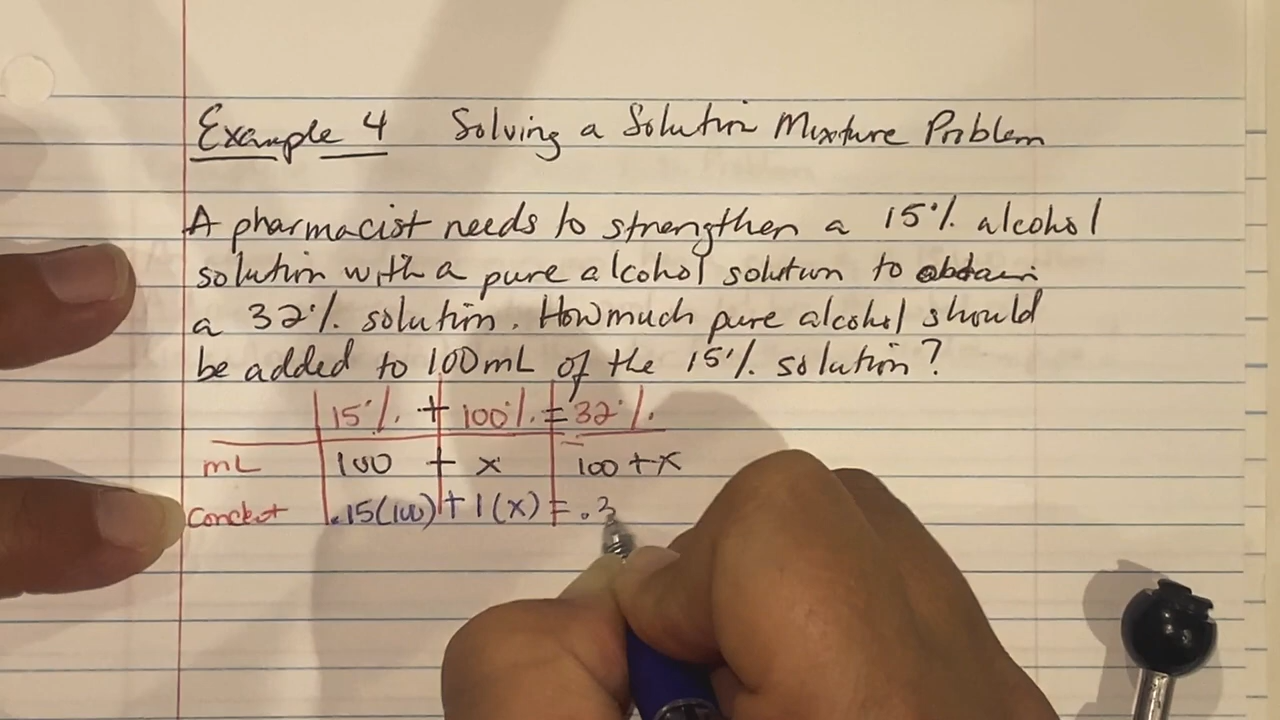 Example 4 Solving a Solution Mixture Problem
A pharmacist needs to strengthen a 15% alcohol
solution with a pure alcohol solution to obtain
a 32% solution. How much pure alcohol should
be added to 100mL of the 15% solution?
15% + 100% = 32%
mL 100 + x 100 + x
.15(100) + 1(x) = .3